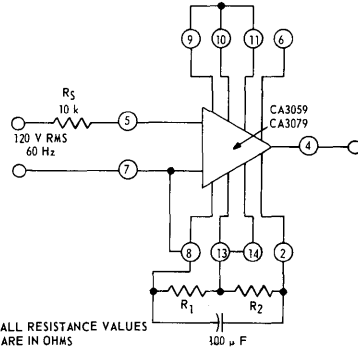 9 10 11 6
RS
10 k
5
CA3059
CA3079
120 V RMS
60 Hz
4
7
8 13 14 2
R1 R2
ALL RESISTANCE VALUES
ARE IN OHMS
100 μF